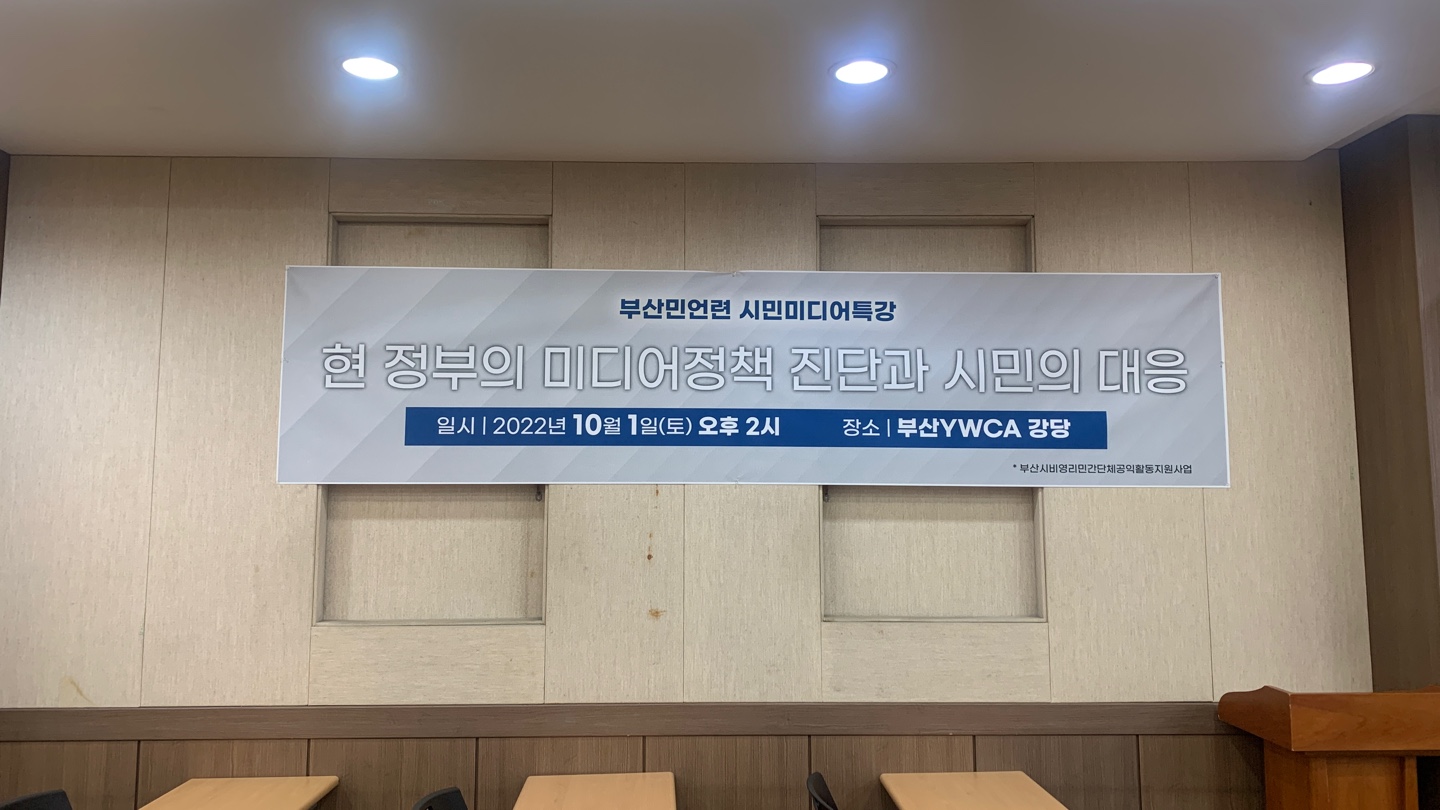 부산민언련 시민미디어특강
현 정부의 미디어정책 진단과 시민의 대응
일시 | 2022년 10월 1일(토) 오후 2시 장소 | 부산YWCA 강당
* 부산시비영리민간단체공익활동지원사업